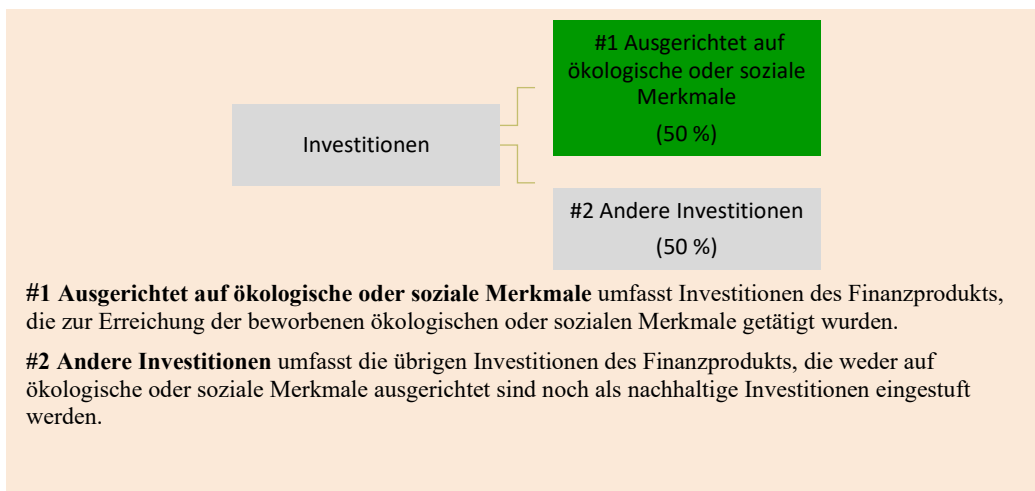 #1 Ausgerichtet auf
ökologische oder soziale
Merkmale
(50 %)
Investitionen
#2 Andere Investitionen
(50 %)
#1 Ausgerichtet auf ökologische oder soziale Merkmale umfasst Investitionen des Finanzprodukts,
die zur Erreichung der beworbenen ökologischen oder sozialen Merkmale getätigt wurden.
#2 Andere Investitionen umfasst die übrigen Investitionen des Finanzprodukts, die weder auf
ökologische oder soziale Merkmale ausgerichtet sind noch als nachhaltige Investitionen eingestuft
werden.